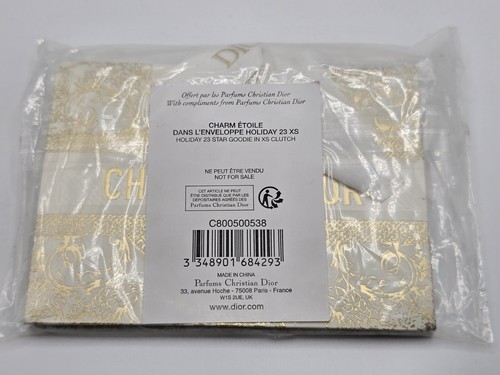 DIOR
Offert par les Parfums Christian Dior
With compliments from Parfums Christian Dior
CHARM ÉTOILE
DANS L'ENVELOPPE HOLIDAY 23 XS
HOLIDAY 23 STAR GOODIE IN XS CLUTCH
NE PEUT ÊTRE VENDU
NOT FOR SALE
CET ARTICLE NE PEUT
ÊTRE DISTRIBUÉ QUE PAR LES
DÉPOSITAIRES AGRÉÉS DES
Parfums Christian Dior
CH
OR
C800500538
3 348901 684293
MADE IN CHINA
Parfums Christian Dior
33, avenue Hoche - 75008 Paris - France
W1S 2UE, UK
www.dior.com